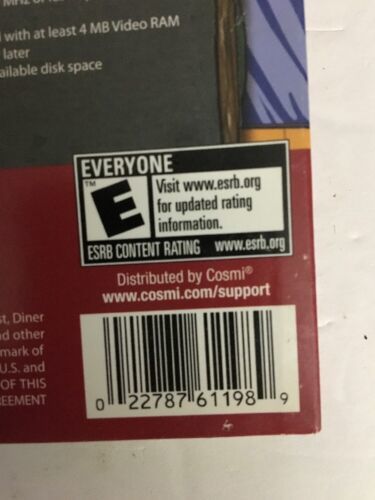 with at least 4 MB Video RAM
later
disk space
EVERYONE
TM
E
Visit www.esrb.org
for updated rating
information.
ESRB CONTENT RATING www.esrb.org
Distributed by Cosmi®
www.cosmi.com/support
Diner
other
mark of
U.S. and
OF THIS
0 22787 61198 9